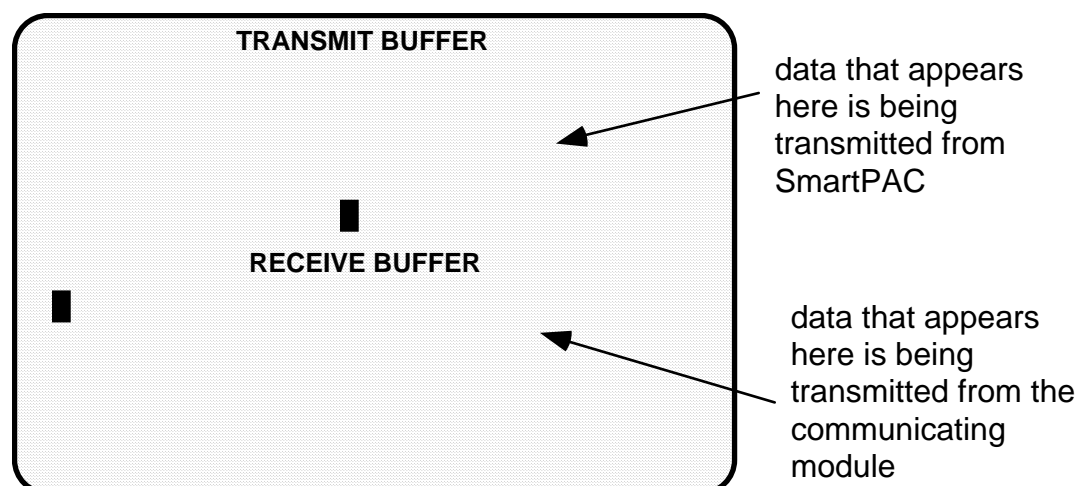 TRANSMIT BUFFER
data that appears
here is being
transmitted from
SmartPAC
RECEIVE BUFFER
data that appears
here is being
transmitted from the
communicating
module